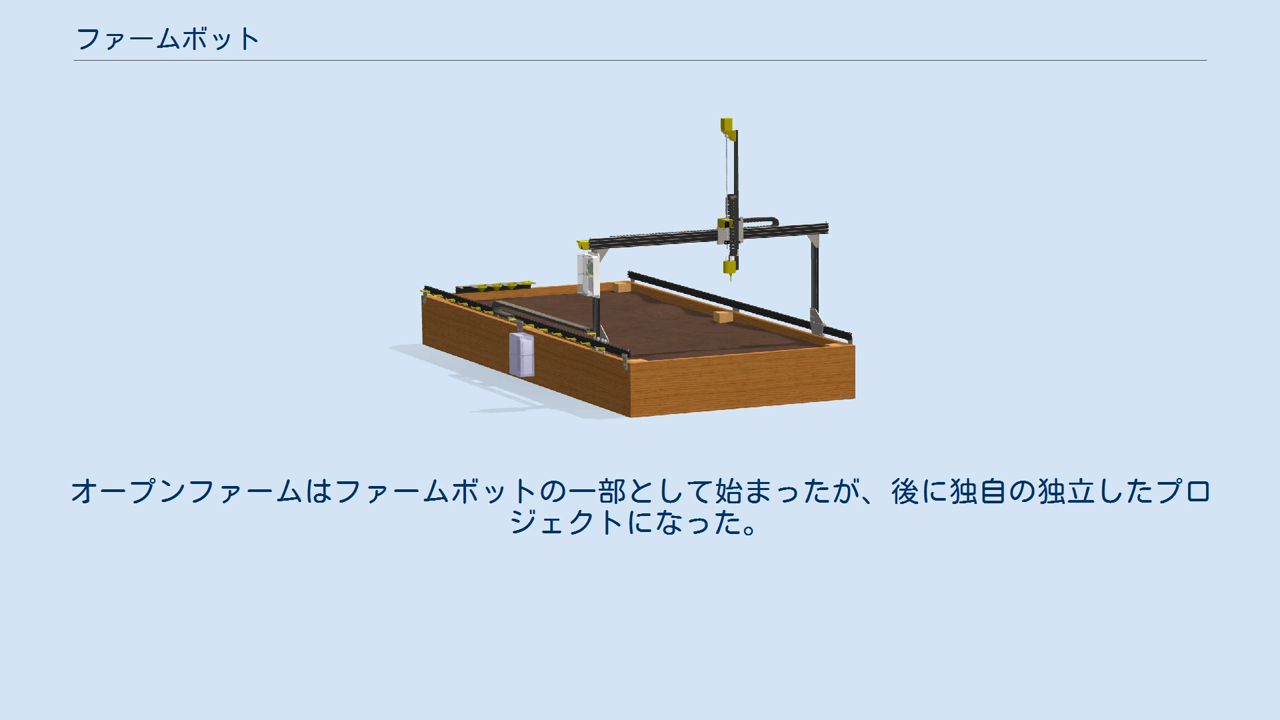 ファームボット
オープンファームはファームボットの一部として始まったが、後に独自の独立したプロ
ジェクトになった。